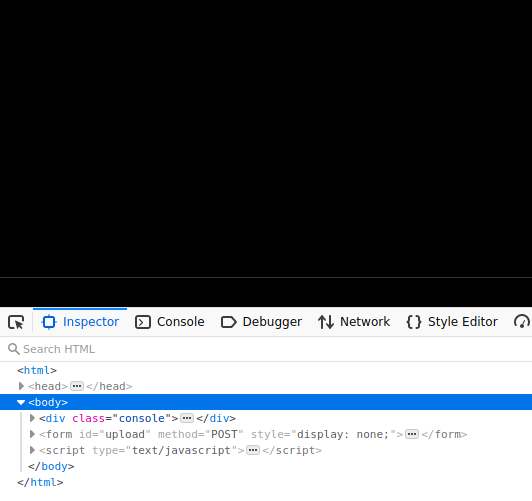 Inspector Console Debugger Network Style Editor
Search HTML
<html>
<head>···</head>
<body>
<div class="console">···</div>
<form id="upload" method="POST" style="display: none;">···</form>
<script type="text/javascript">···</script>
</body>
</html>